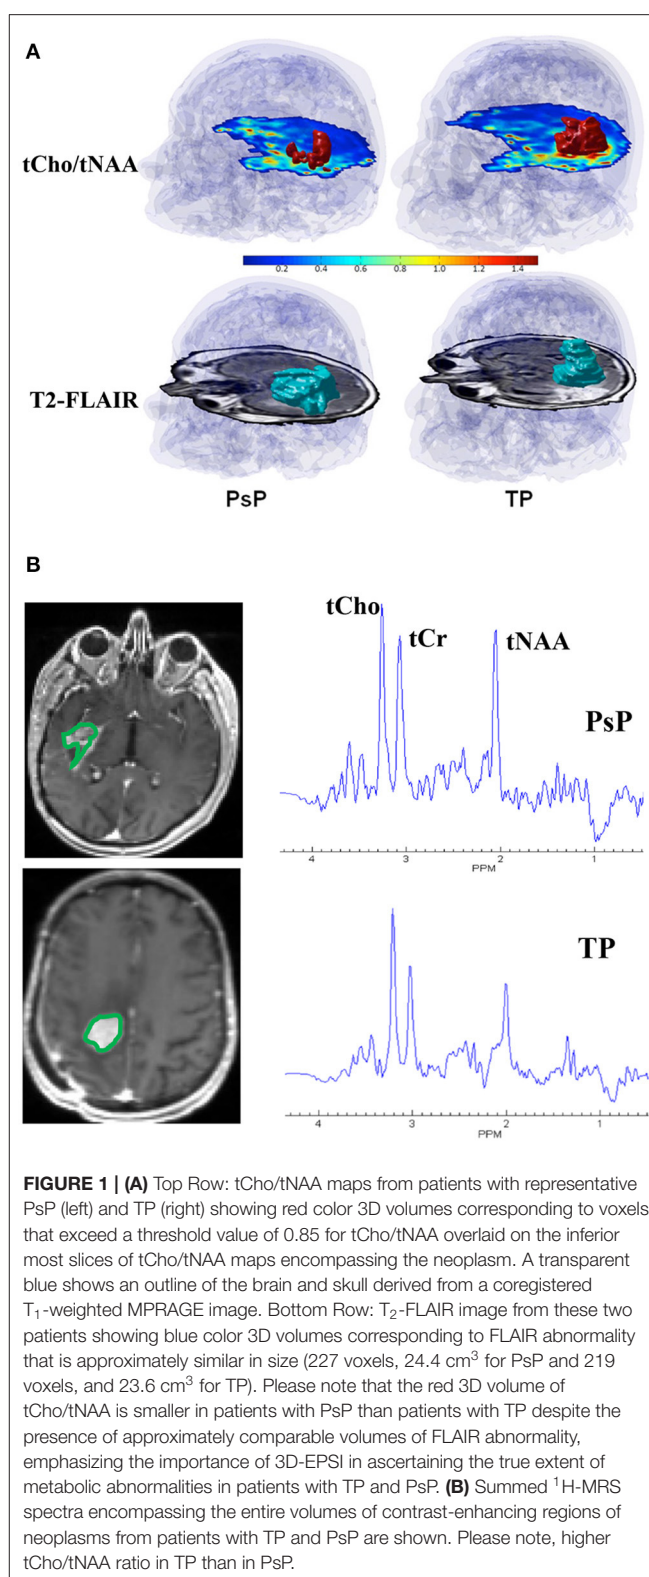 A
tCho/tNAA
0.2 0.4 0.6 0.8 1.0 1.2 1.4
T2-FLAIR
PsP TP
B
tCho
tCr
tNAA
PsP
4 3 2 1
PPM
TP
4 3 2 1
PPM
FIGURE 1 | (A) Top Row: tCho/tNAA maps from patients with representative
PsP (left) and TP (right) showing red color 3D volumes corresponding to voxels
that exceed a threshold value of 0.85 for tCho/tNAA overlaid on the inferior
most slices of tCho/tNAA maps encompassing the neoplasm. A transparent
blue shows an outline of the brain and skull derived from a coregistered
T₁-weighted MPRAGE image. Bottom Row: T₂-FLAIR image from these two
patients showing blue color 3D volumes corresponding to FLAIR abnormality
that is approximately similar in size (227 voxels, 24.4 cm³ for PsP and 219
voxels, and 23.6 cm³ for TP). Please note that the red 3D volume of
tCho/tNAA is smaller in patients with PsP than patients with TP despite the
presence of approximately comparable volumes of FLAIR abnormality,
emphasizing the importance of 3D-EPSI in ascertaining the true extent of
metabolic abnormalities in patients with TP and PsP. (B) Summed ¹H-MRS
spectra encompassing the entire volumes of contrast-enhancing regions of
neoplasms from patients with TP and PsP are shown. Please note, higher
tCho/tNAA ratio in TP than in PsP.